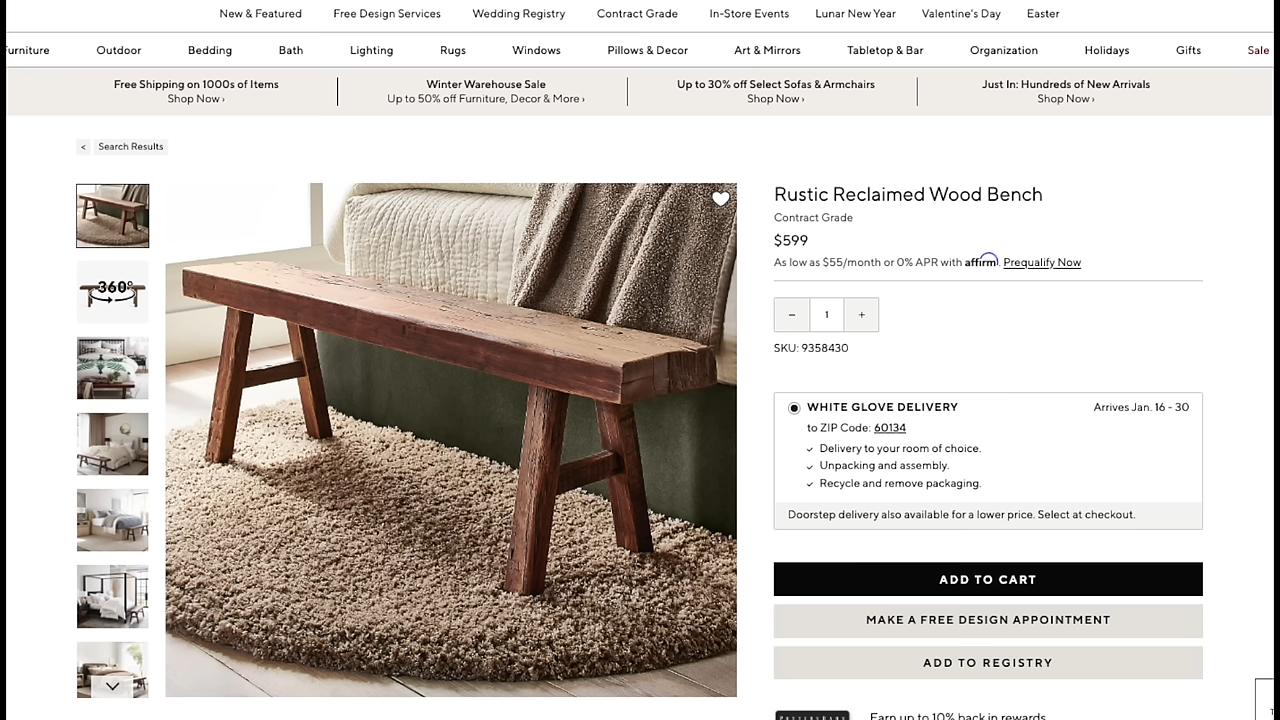 New & Featured
Free Design Services
Wedding Registry
Contract Grade
In-Store Events
Lunar New Year
Valentine's Day
Easter
Outdoor
Bedding
Bath
Lighting
Rugs
Windows
Pillows & Decor
Art & Mirrors
Tabletop & Bar
Organization
Holidays
Gifts
Sale
Free Shipping on 1000s of Items
Shop Now ›
Winter Warehouse Sale
Up to 50% off Furniture, Decor & More ›
Up to 30% off Select Sofas & Armchairs
Shop Now ›
Just In: Hundreds of New Arrivals
Shop Now ›
< Search Results
360°
Rustic Reclaimed Wood Bench
Contract Grade
$599
As low as $55/month or 0% APR with affirm. Prequalify Now
− 1 +
SKU: 9358430
WHITE GLOVE DELIVERY
Arrives Jan. 16 - 30
to ZIP Code: 60134
Delivery to your room of choice.
Unpacking and assembly.
Recycle and remove packaging.
Doorstep delivery also available for a lower price. Select at checkout.
ADD TO CART
MAKE A FREE DESIGN APPOINTMENT
ADD TO REGISTRY
Earn up to 10% back in rewards